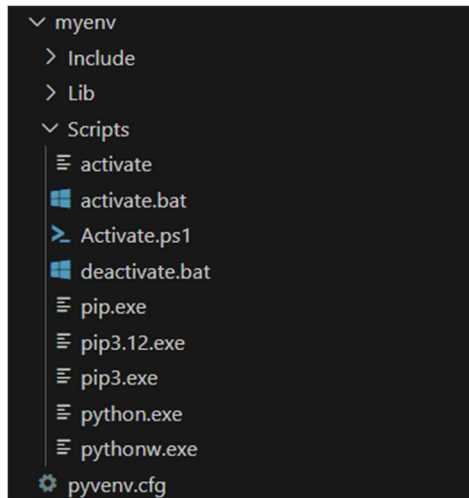 myenv
Include
Lib
Scripts
activate
activate.bat
Activate.ps1
deactivate.bat
pip.exe
pip3.12.exe
pip3.exe
python.exe
pythonw.exe
pyvenv.cfg